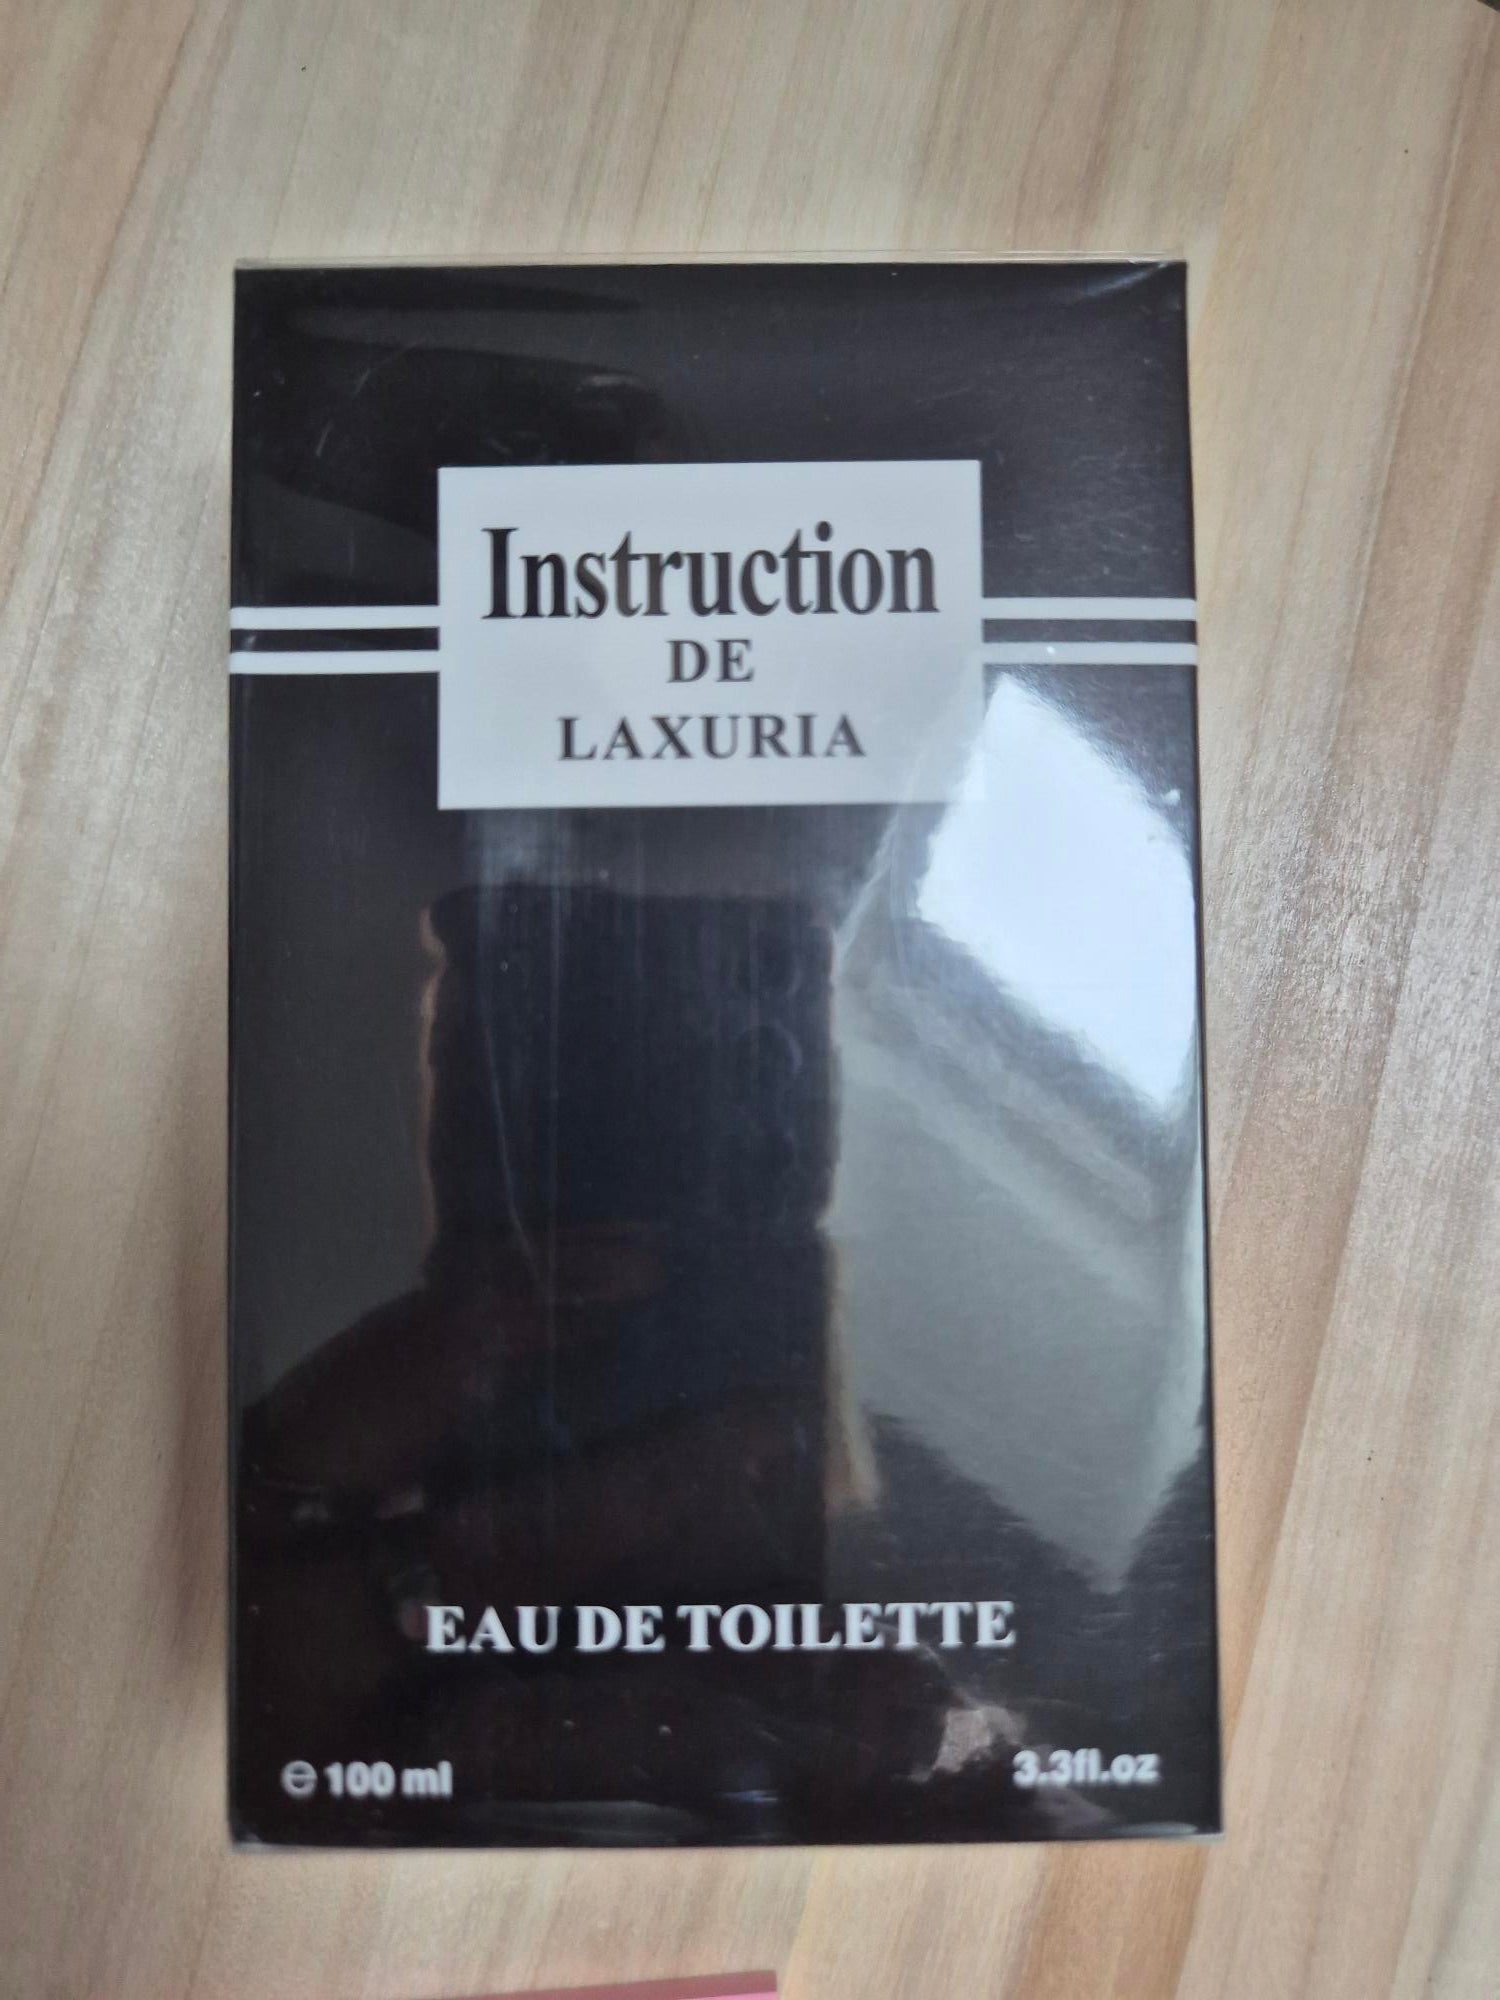 Instruction
DE
LAXURIA
EAU DE TOILETTE
℮ 100 ml 3.3fl.oz